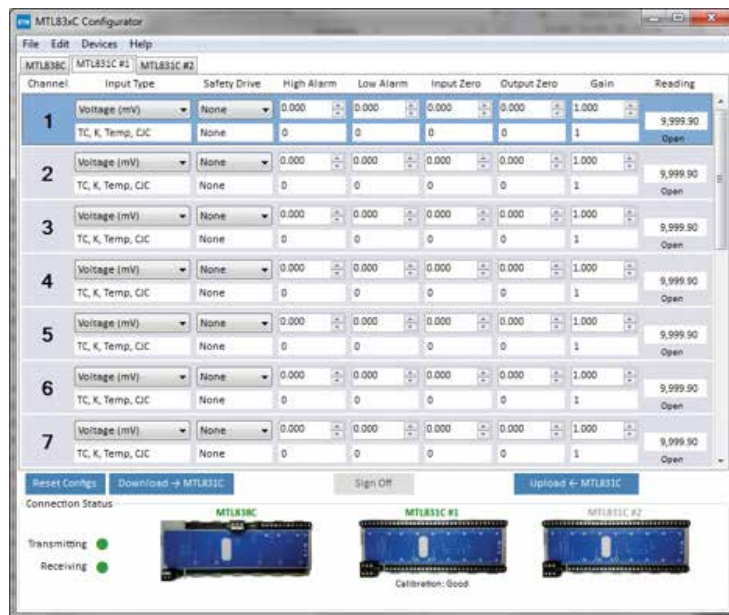 MTL83xC Configurator
File Edit Devices Help
MTL838C MTL831C #1 MTL831C #2
Channel Input Type Safety Drive High Alarm Low Alarm Input Zero Output Zero Gain Reading
1 Voltage (mV) None 0.000 0.000 0.000 0.000 1.000 9,999.90
TC, K, Temp, CJC None 0 0 0 0 1 Open
2 Voltage (mV) None 0.000 0.000 0.000 0.000 1.000 9,999.90
TC, K, Temp, CJC None 0 0 0 0 1 Open
3 Voltage (mV) None 0.000 0.000 0.000 0.000 1.000 9,999.90
TC, K, Temp, CJC None 0 0 0 0 1 Open
4 Voltage (mV) None 0.000 0.000 0.000 0.000 1.000 9,999.90
TC, K, Temp, CJC None 0 0 0 0 1 Open
5 Voltage (mV) None 0.000 0.000 0.000 0.000 1.000 9,999.90
TC, K, Temp, CJC None 0 0 0 0 1 Open
6 Voltage (mV) None 0.000 0.000 0.000 0.000 1.000 9,999.90
TC, K, Temp, CJC None 0 0 0 0 1 Open
7 Voltage (mV) None 0.000 0.000 0.000 0.000 1.000 9,999.90
TC, K, Temp, CJC None 0 0 0 0 1 Open
Reset Configs Download → MTL831C Sign Off Upload ← MTL831C
Connection Status
MTL838C MTL831C #1 MTL831C #2
Transmitting
Receiving
Calibration: Good